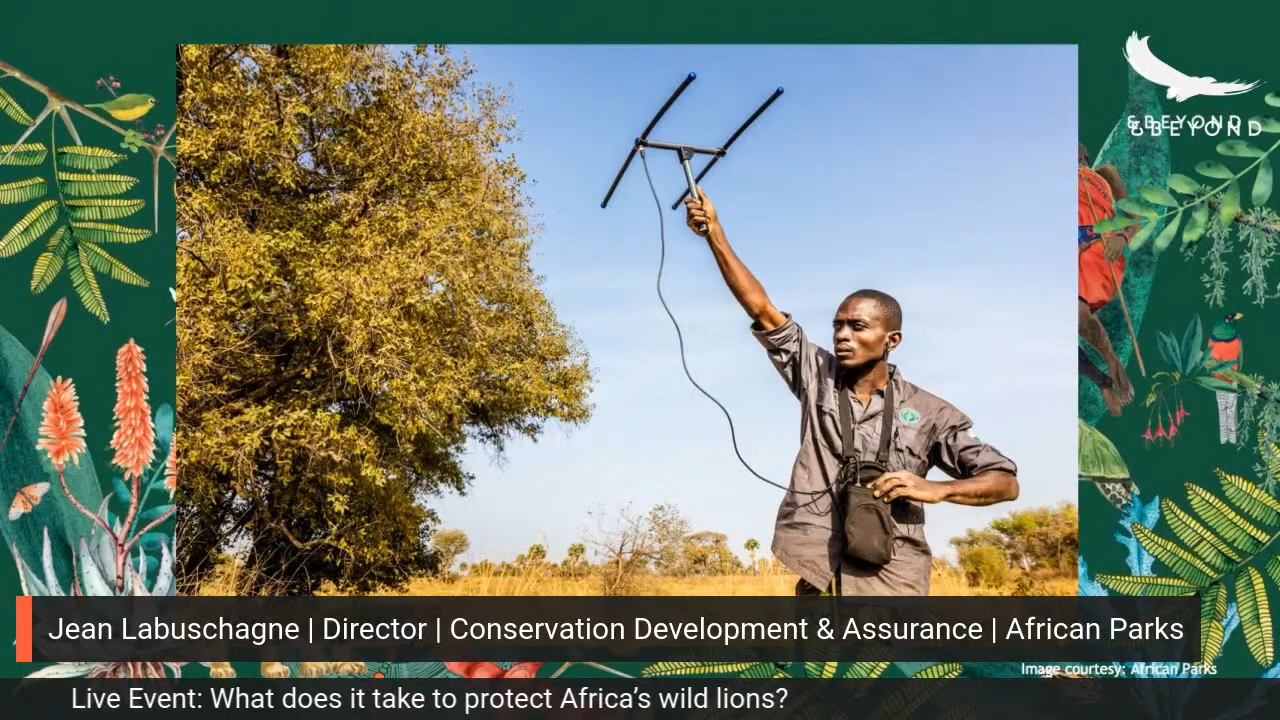 &BEYOND
Jean Labuschagne | Director | Conservation Development & Assurance | African Parks
Image courtesy: African Parks
Live Event: What does it take to protect Africa’s wild lions?